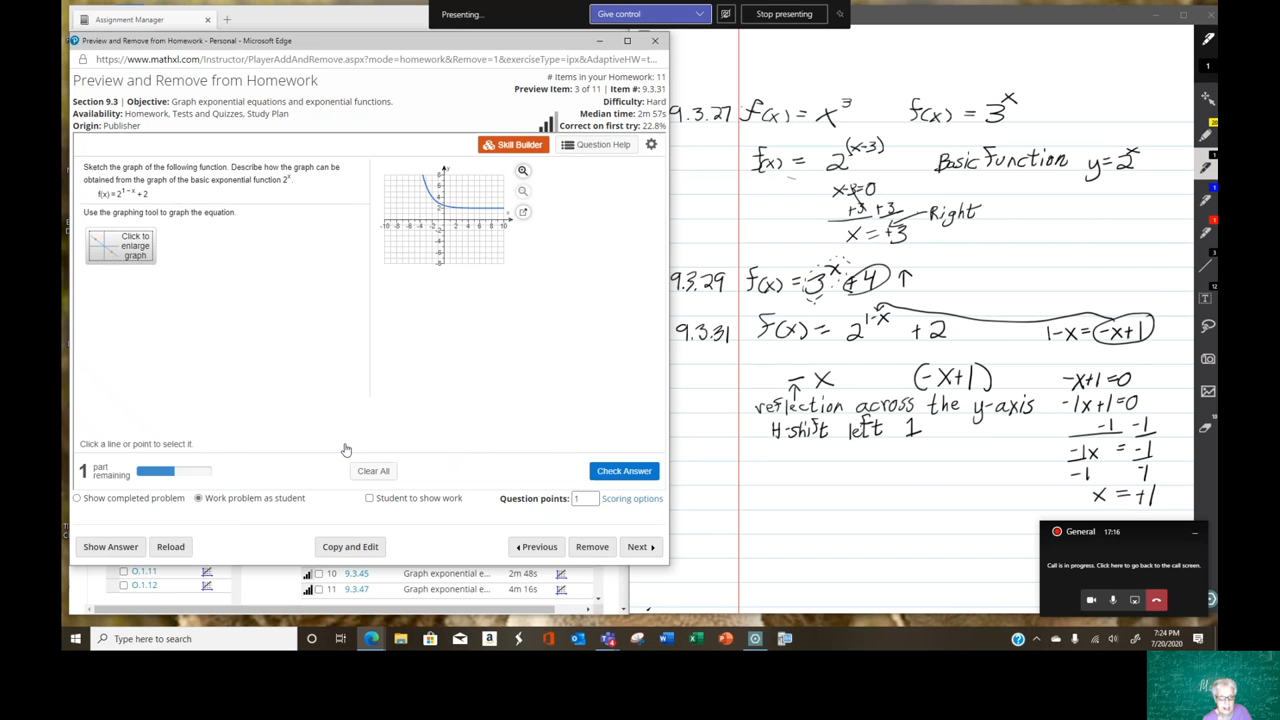 Assignment Manager
Presenting...
Give control
Stop presenting
Preview and Remove from Homework - Personal - Microsoft Edge
https://www.mathxl.com/Instructor/PlayerAddAndRemove.aspx?mode=homework&Remove=1&exerciseType=ipx&AdaptiveHW=t...
Preview and Remove from Homework
# Items in your Homework: 11
Preview Item: 3 of 11 | Item #: 9.3.31
Section 9.3 | Objective: Graph exponential equations and exponential functions.
Difficulty: Hard
Availability: Homework, Tests and Quizzes, Study Plan
Median time: 2m 57s
Origin: Publisher
Correct on first try: 22.8%
Skill Builder
Question Help
Sketch the graph of the following function. Describe how the graph can be
obtained from the graph of the basic exponential function 2^x.
f(x) = 2^(1-x) + 2
Use the graphing tool to graph the equation.
Click to
enlarge
graph
Click a line or point to select it.
1 part
remaining
Clear All
Check Answer
Show completed problem
Work problem as student
Student to show work
Question points: 1
Scoring options
Show Answer
Reload
Copy and Edit
Previous
Remove
Next
O.1.11
10 9.3.45 Graph exponential e... 2m 48s
O.1.12
11 9.3.47 Graph exponential e... 4m 16s
9.3.27 f(x) = x^3 f(x) = 3^x
f(x) = 2^(x-3) Basic Function y=2^x
x-3=0
+3 +3
Right
x = +3
9.3.29 f(x) = 3^x +4 ↑
9.3.31 f(x) = 2^(1-x) + 2 1-x = -x+1
- x (-x+1) -x+1=0
reflection across the y-axis -1x+1=0
H-shift left 1 -1 -1
-1x = -1
-1 -1
x = +1
General 17:16
Call is in progress. Click here to go back to the call screen.
Type here to search
7:24 PM
7/20/2020